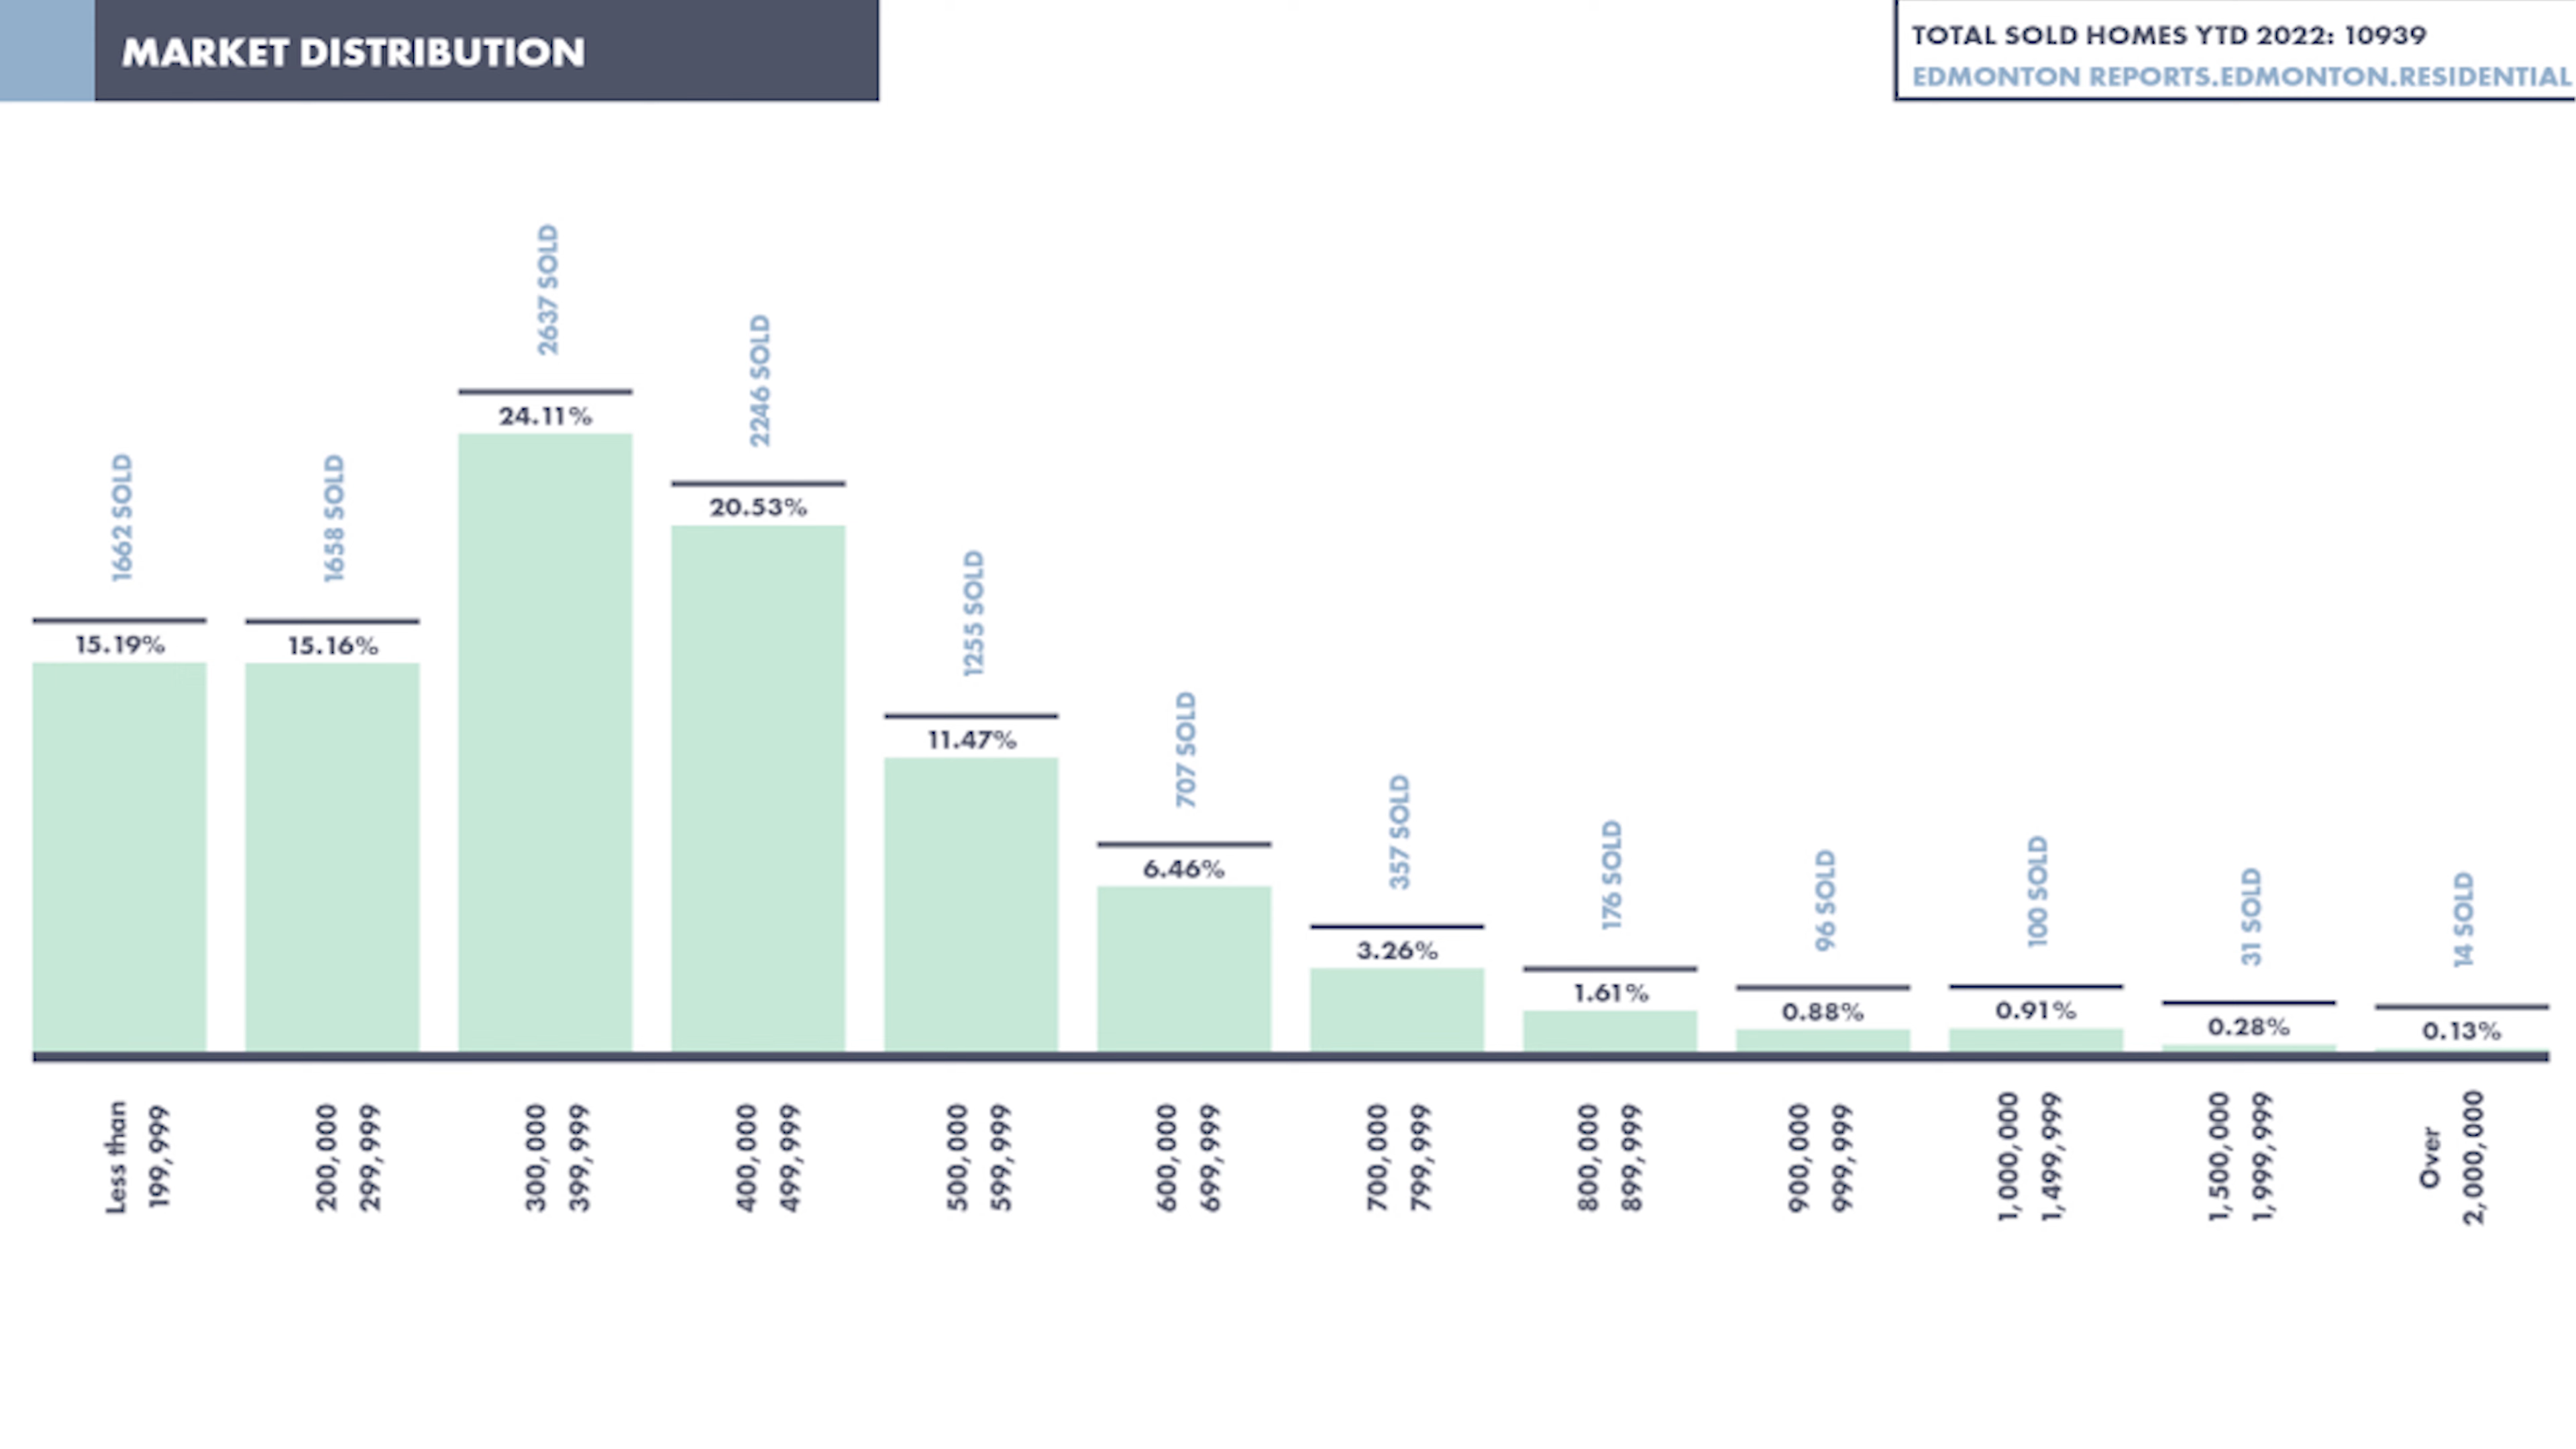 MARKET DISTRIBUTION
TOTAL SOLD HOMES YTD 2022: 10939
EDMONTON REPORTS.EDMONTON.RESIDENTIAL
1662 SOLD
15.19%
1658 SOLD
15.16%
2637 SOLD
24.11%
2246 SOLD
20.53%
1255 SOLD
11.47%
707 SOLD
6.46%
357 SOLD
3.26%
176 SOLD
1.61%
96 SOLD
0.88%
100 SOLD
0.91%
31 SOLD
0.28%
14 SOLD
0.13%
Less than
199,999
200,000
299,999
300,000
399,999
400,000
499,999
500,000
599,999
600,000
699,999
700,000
799,999
800,000
899,999
900,000
999,999
1,000,000
1,499,999
1,500,000
1,999,999
Over
2,000,000